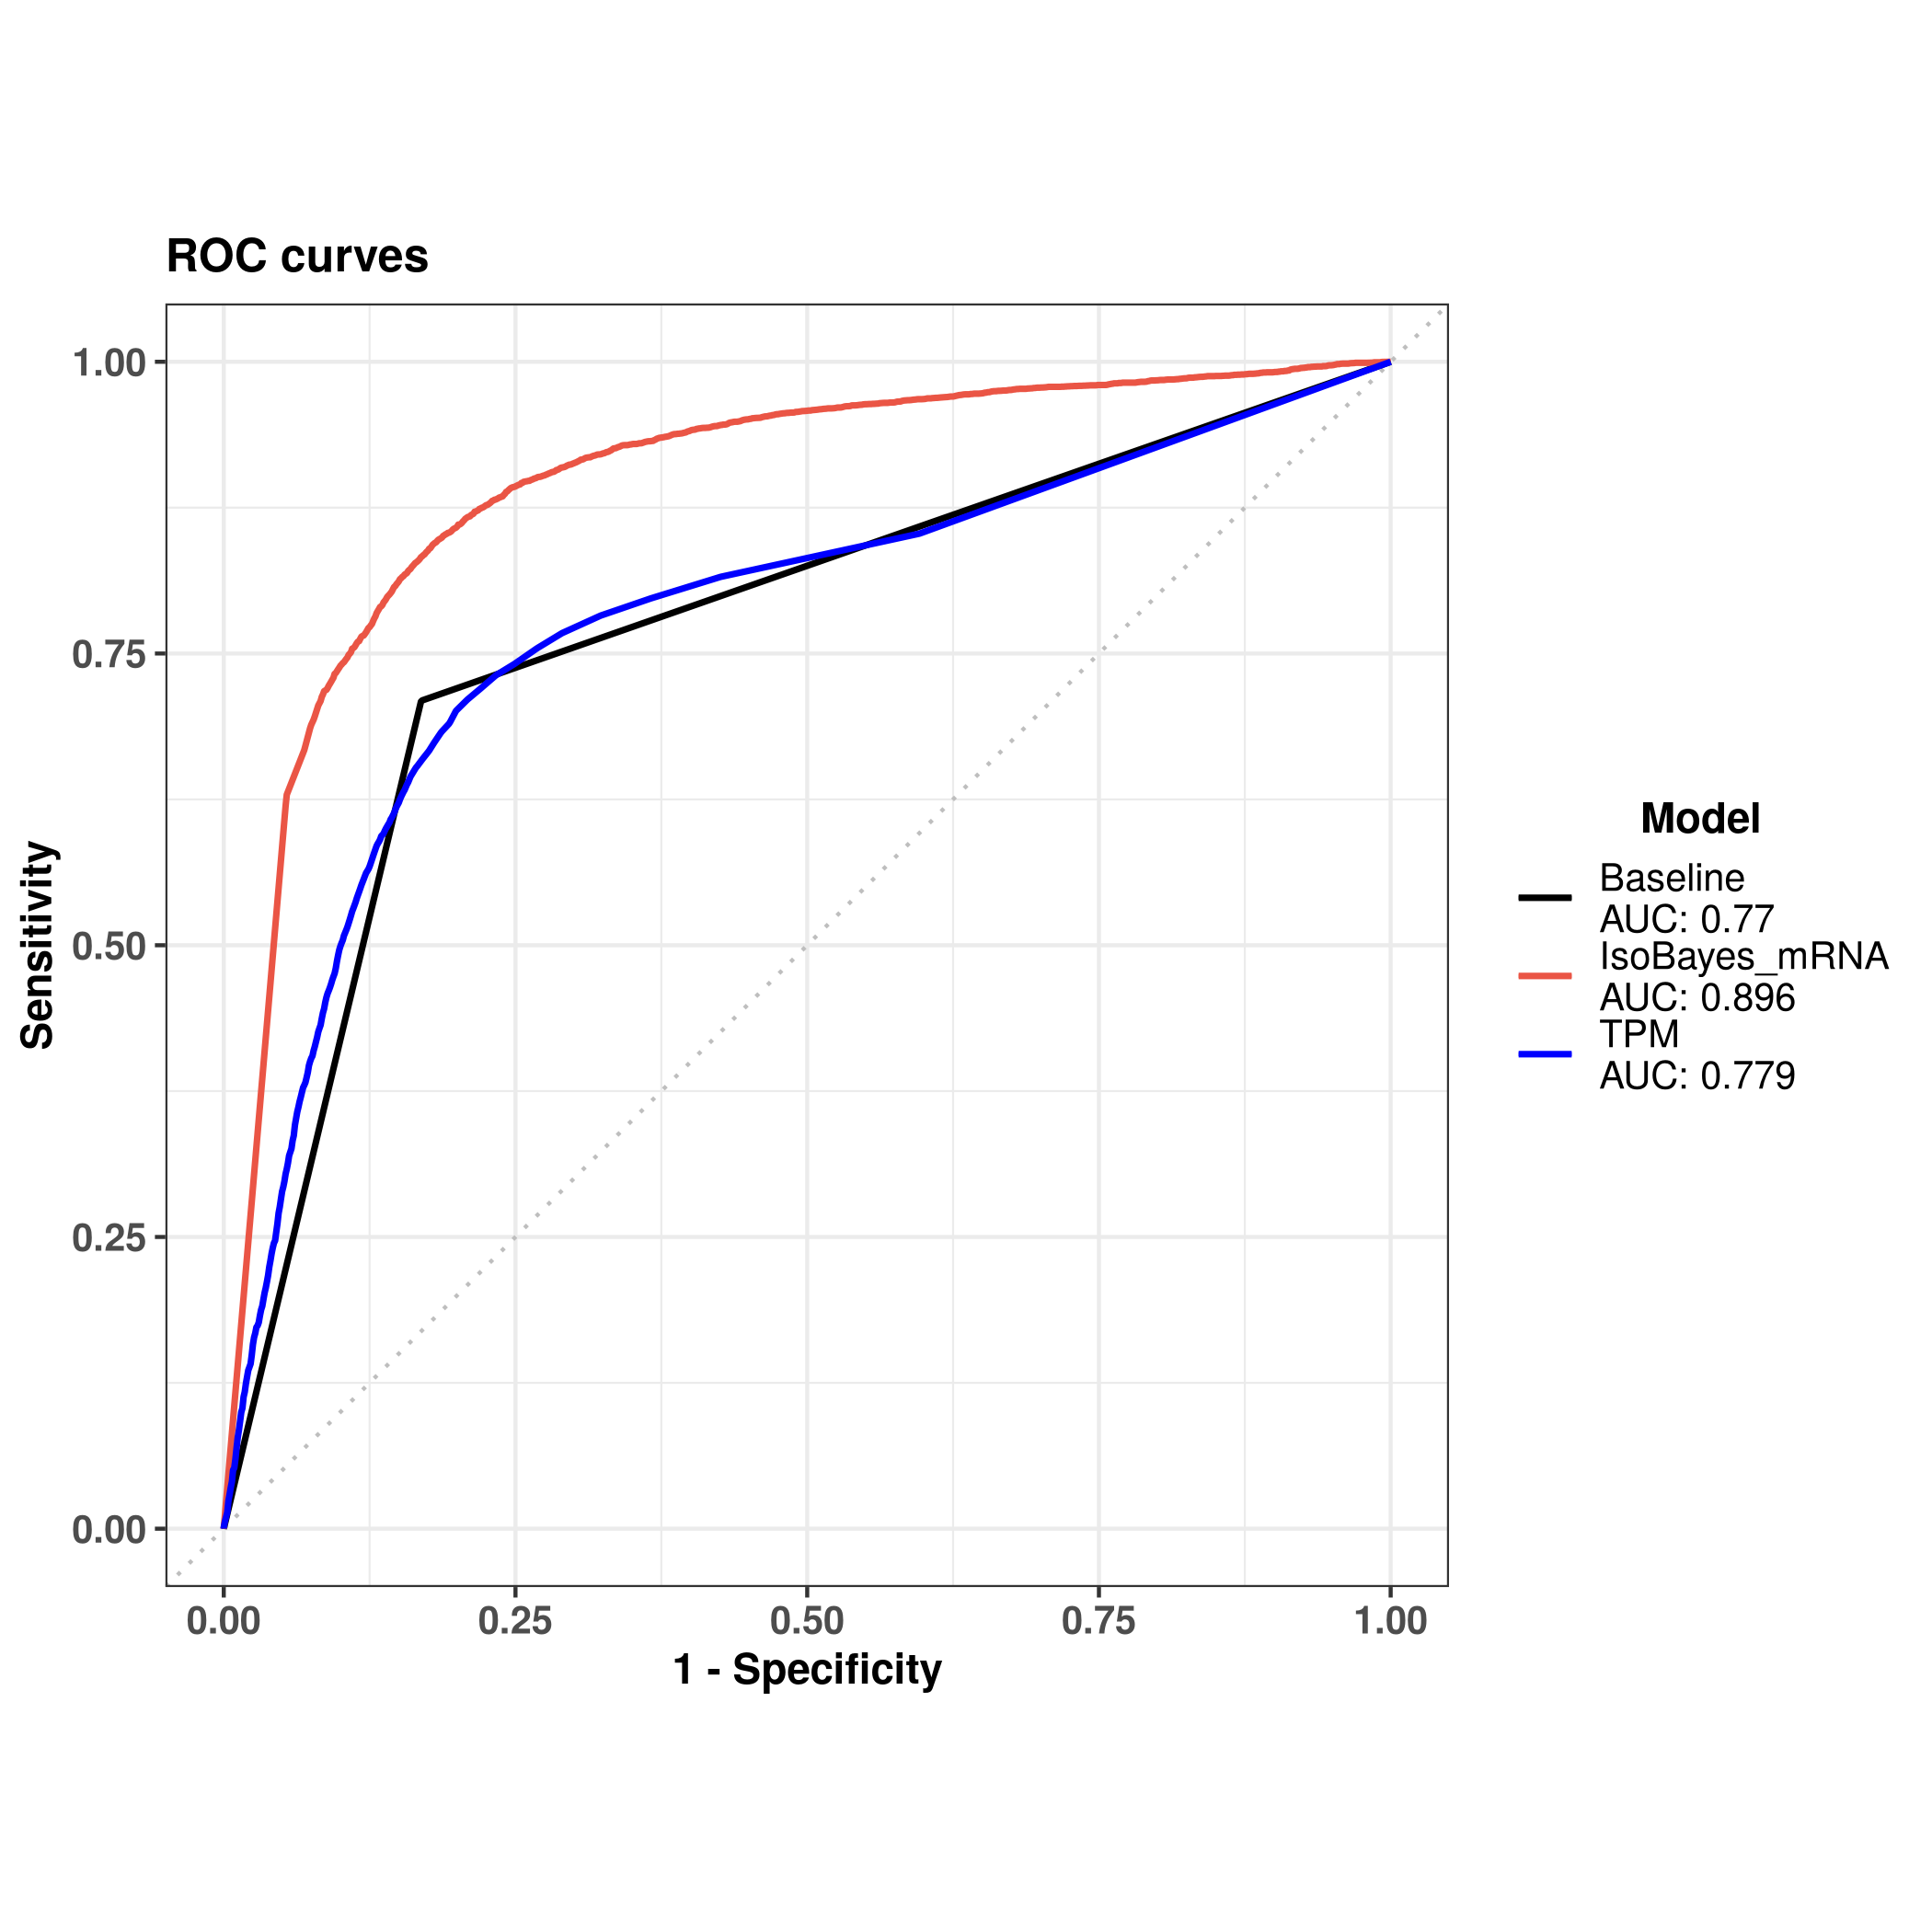 ROC curves
1.00
0.75
0.50
0.25
0.00
Sensitivity
0.00 0.25 0.50 0.75 1.00
1 - Specificity
Model
Baseline
AUC: 0.77
IsoBayes_mRNA
AUC: 0.896
TPM
AUC: 0.779